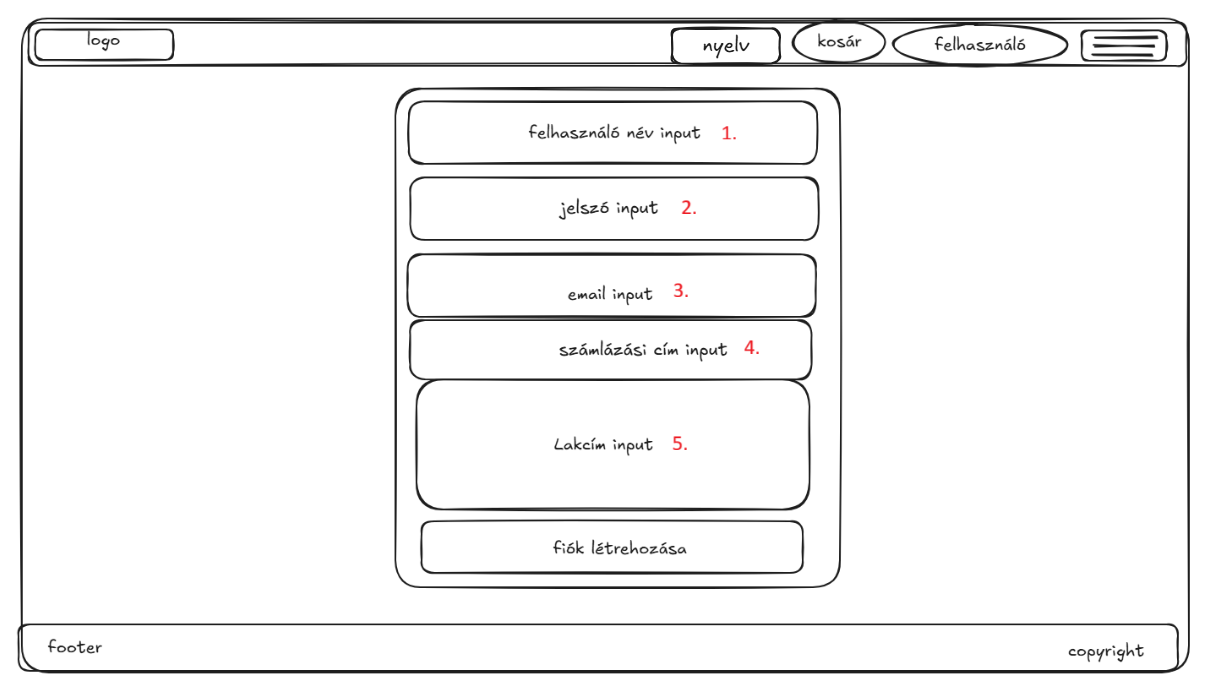 logo
nyelv
kosár
felhasználó
felhasználó név input 1.
jelszó input 2.
email input 3.
számlázási cím input 4.
Lakcím input 5.
fiók létrehozása
footer
copyright